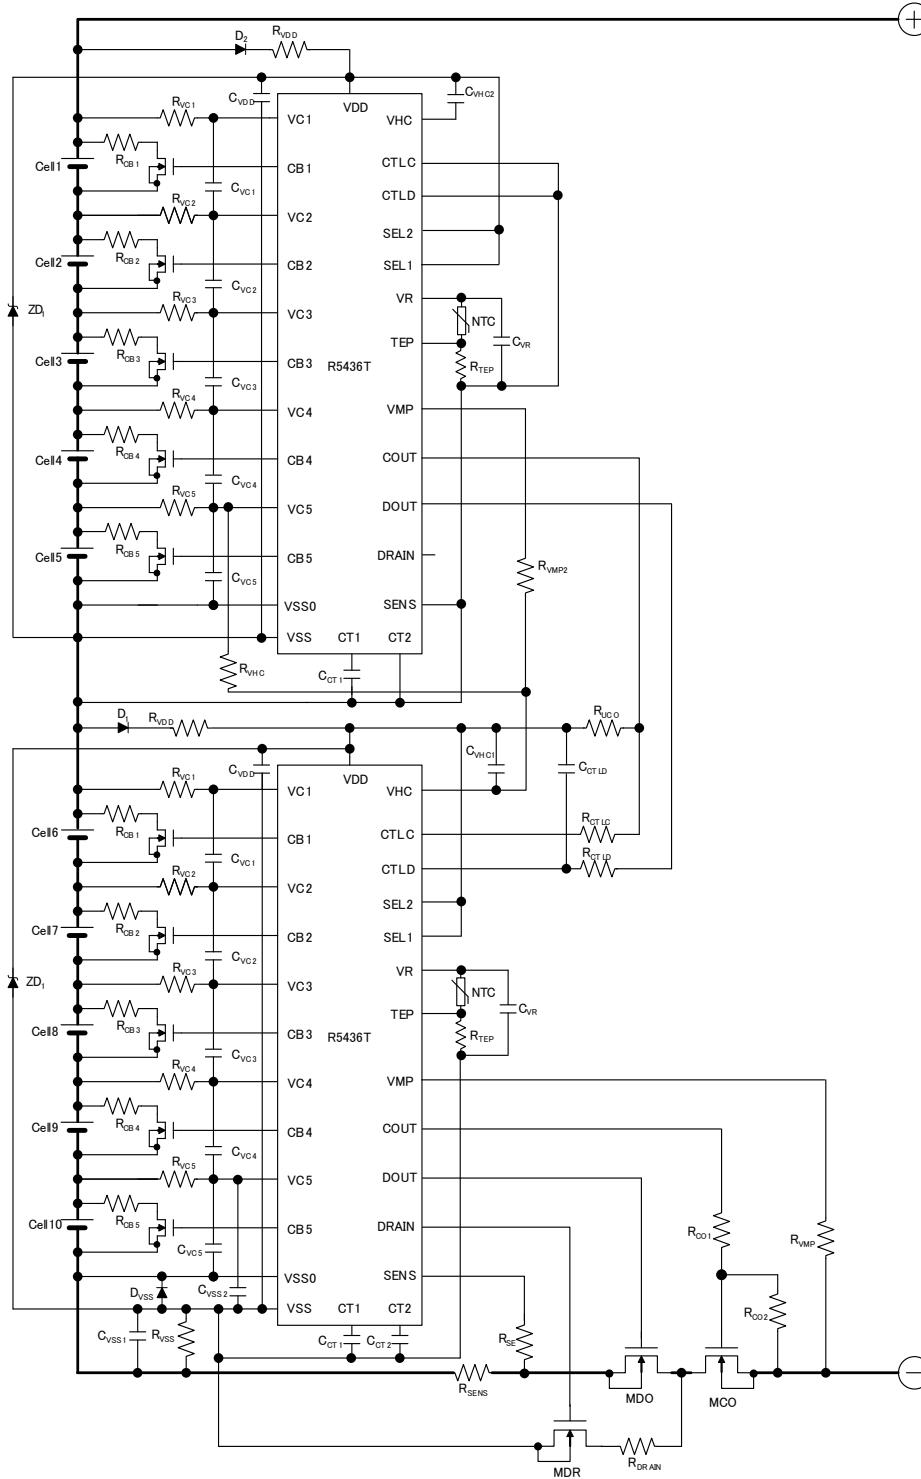 D2
RVDD
CVDD
VDD
CVHC2
RVC1
VC1
VHC
RCB1
Cell1
CB1
CTLC
CVC1
CTLD
RVC2
VC2
SEL2
RCB2
Cell2
CB2
SEL1
CVC2
RVC3
VR
ZD1
VC3
NTC
TEP
CVR
RCB3
RTEP
Cell3
CB3
R5436T
CVC3
RVC4
VC4
VMP
RCB4
Cell4
CB4
COUT
CVC4
RVC5
VC5
DOUT
RCB5
Cell5
CB5
DRAIN
CVC5
RVMP2
VSS0
SENS
VSS
CT1
CT2
RVHC
CCT1
D1
RVDD
RUCO
CVDD
VDD
CVHC1
CCTLD
RVC1
VC1
VHC
RCB1
Cell6
CB1
CTLC
RCTLC
CVC1
CTLD
RCTLD
RVC2
VC2
SEL2
RCB2
Cell7
CB2
SEL1
CVC2
RVC3
VR
ZD1
VC3
NTC
TEP
CVR
RCB3
RTEP
Cell8
CB3
R5436T
CVC3
RVC4
VC4
VMP
RCB4
Cell9
CB4
COUT
CVC4
RVC5
VC5
DOUT
RCB5
Cell10
CB5
DRAIN
RCO1
RVMP
CVC5
VSS0
SENS
DVSS
CVSS2
VSS
CT1
CT2
RCO2
CVSS1
RVSS
CCT1
CCT2
RSE
RSENS
MDO
MCO
MDR
RDRAIN